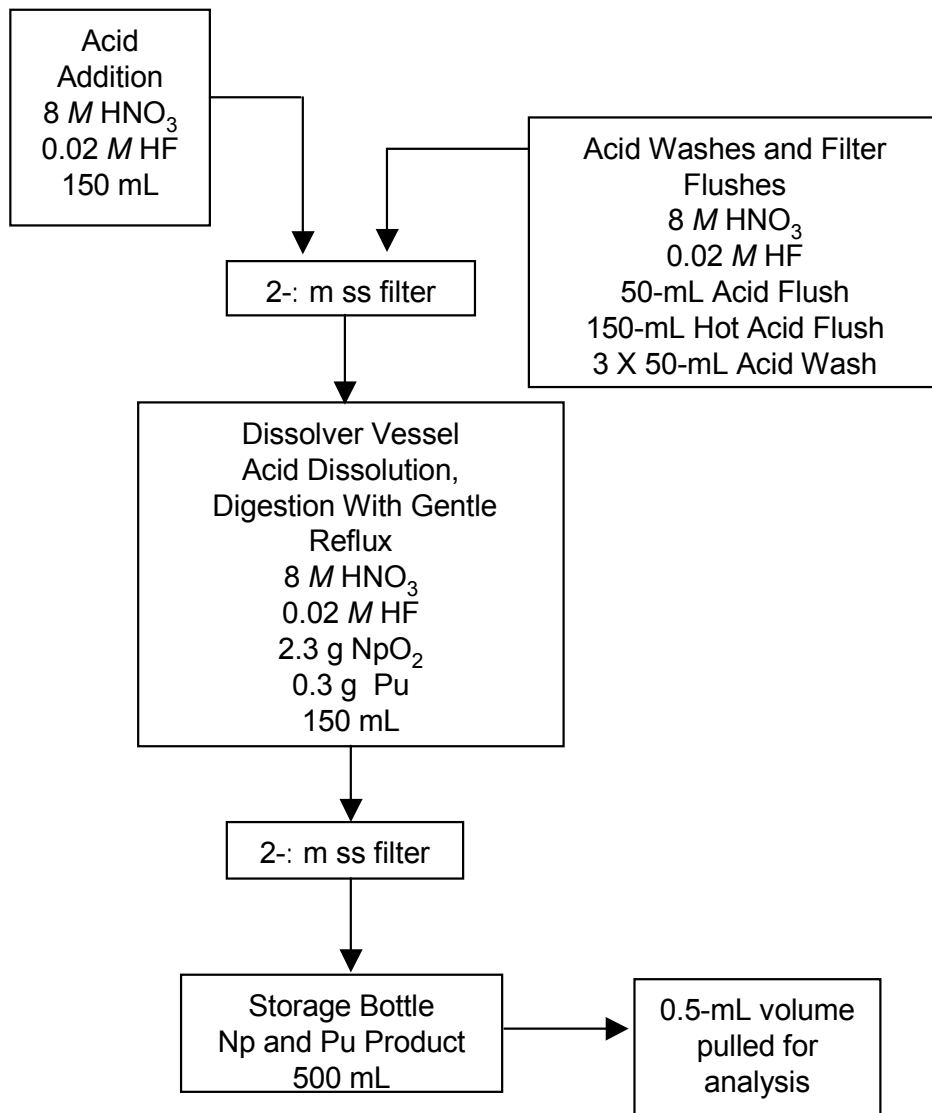 Acid
Addition
8 M HNO₃
0.02 M HF
150 mL
Acid Washes and Filter
Flushes
8 M HNO₃
0.02 M HF
50-mL Acid Flush
150-mL Hot Acid Flush
3 X 50-mL Acid Wash
2-: m ss filter
Dissolver Vessel
Acid Dissolution,
Digestion With Gentle
Reflux
8 M HNO₃
0.02 M HF
2.3 g NpO₂
0.3 g Pu
150 mL
2-: m ss filter
Storage Bottle
Np and Pu Product
500 mL
0.5-mL volume
pulled for
analysis